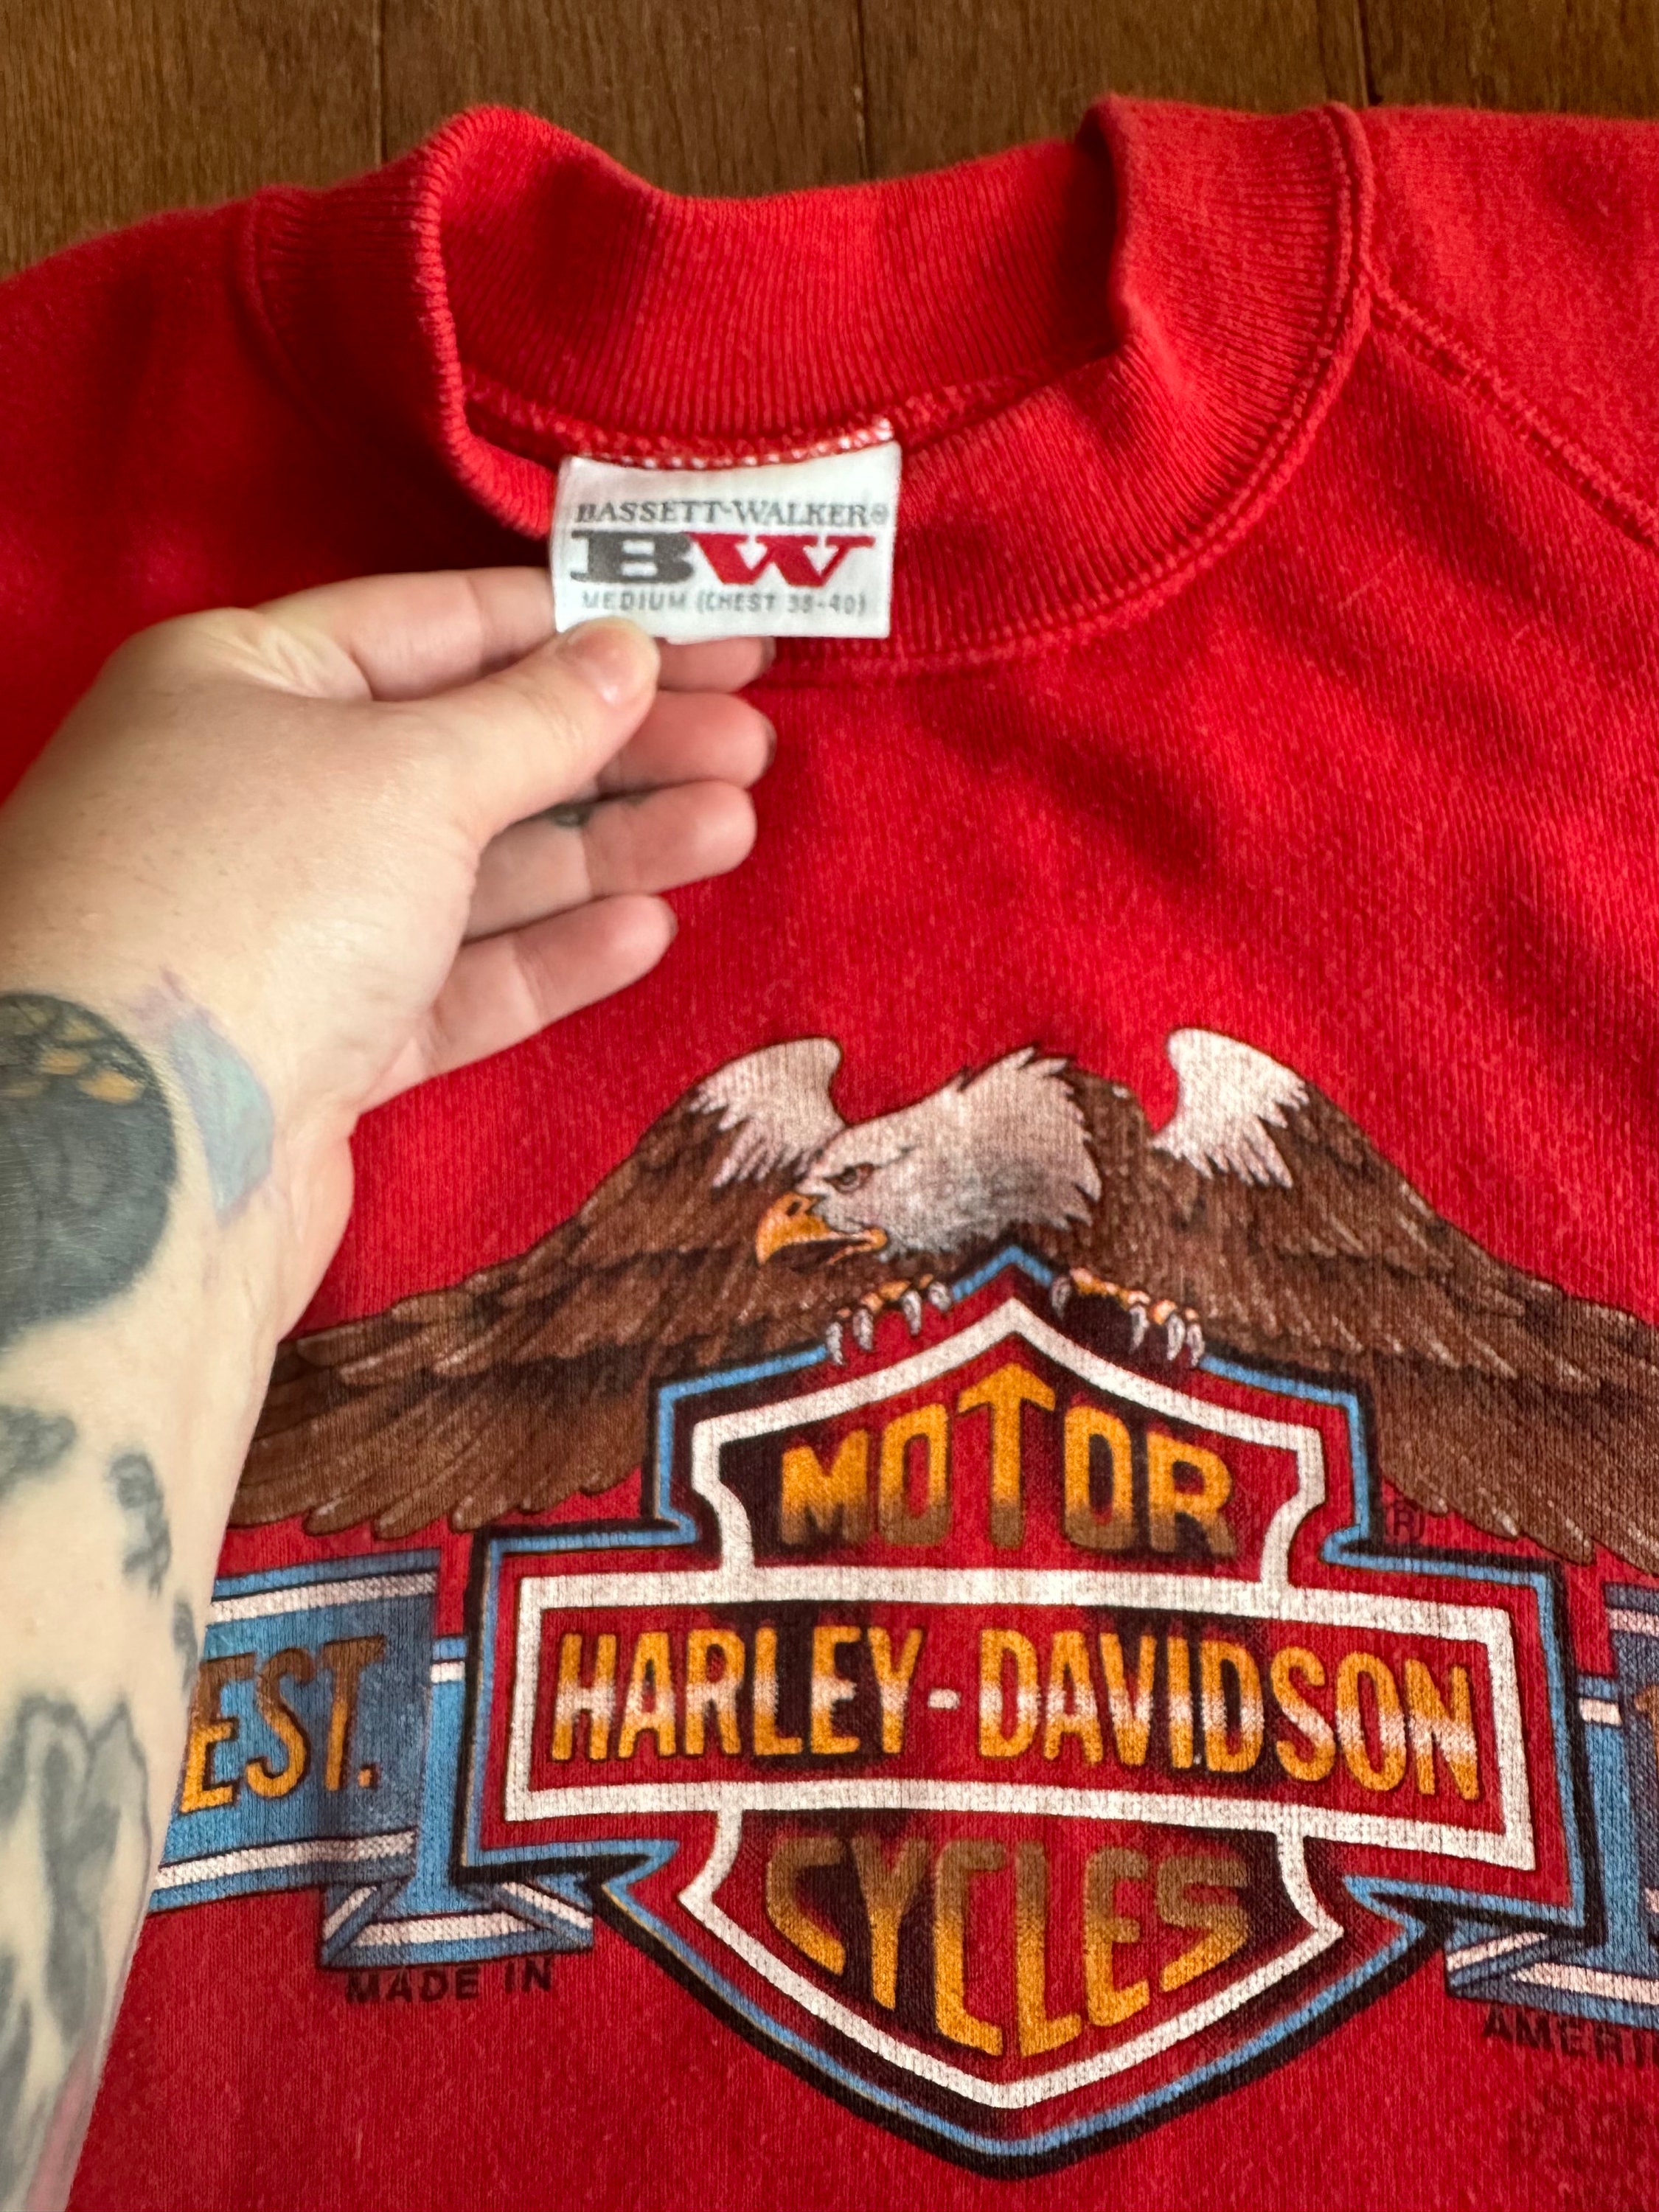 BASSETT-WALKER®
BW
MEDIUM (CHEST 38-40)
MOTOR
HARLEY-DAVIDSON
CYCLES
EST.
MADE IN